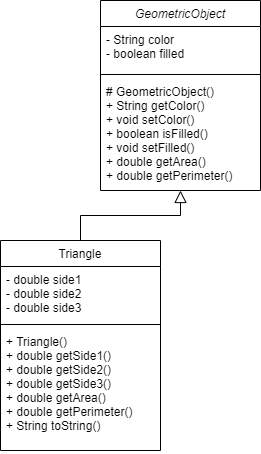 GeometricObject
- String color
- boolean filled
# GeometricObject()
+ String getColor()
+ void setColor()
+ boolean isFilled()
+ void setFilled()
+ double getArea()
+ double getPerimeter()
Triangle
- double side1
- double side2
- double side3
+ Triangle()
+ double getSide1()
+ double getSide2()
+ double getSide3()
+ double getArea()
+ double getPerimeter()
+ String toString()